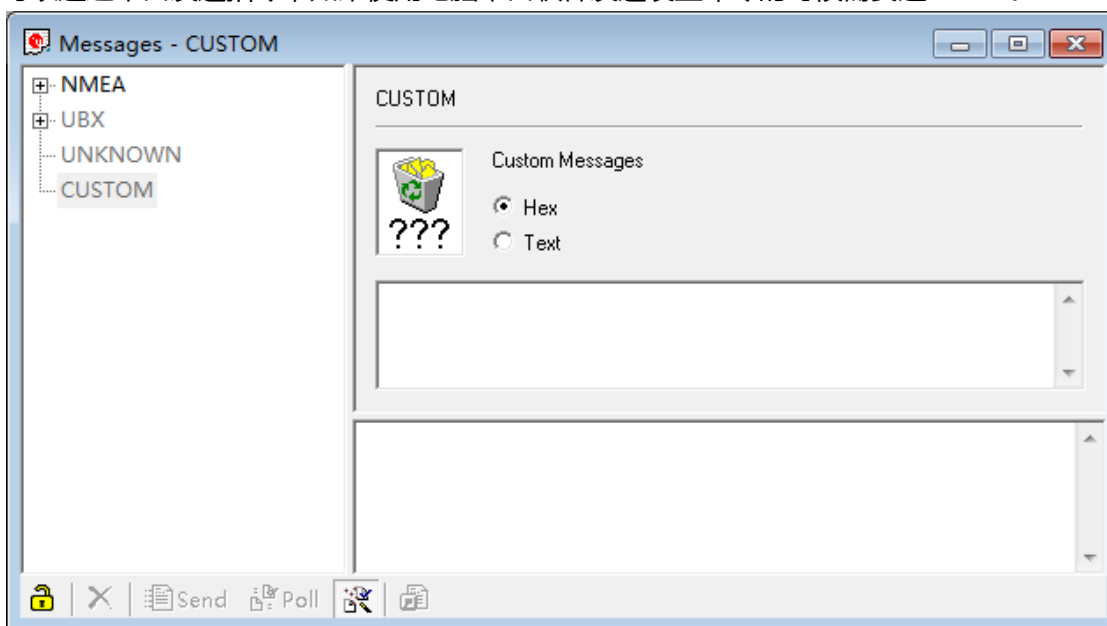 Messages - CUSTOM
NMEA
UBX
UNKNOWN
CUSTOM
CUSTOM
Custom Messages
Hex
Text
???
Send Poll